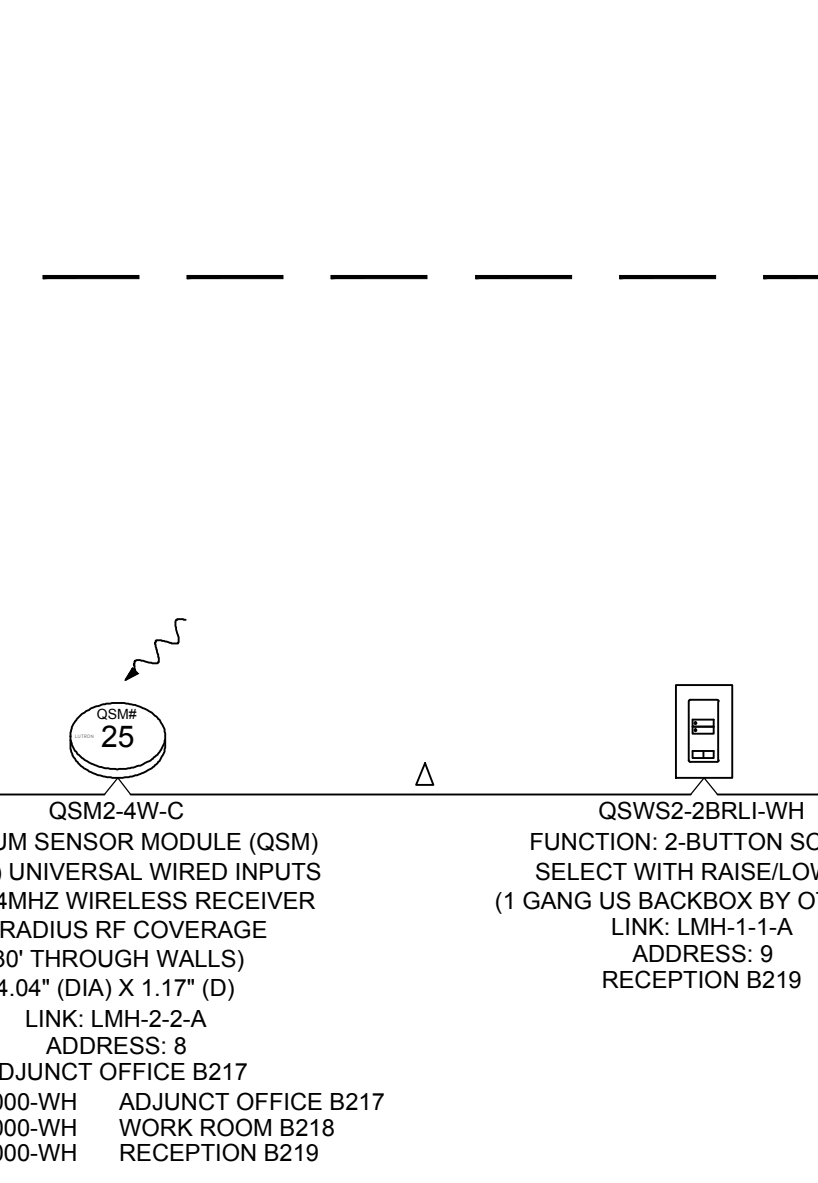 QSM#
LUTRON
25
QSM2-4W-C
UM SENSOR MODULE (QSM)
) UNIVERSAL WIRED INPUTS
4MHZ WIRELESS RECEIVER
RADIUS RF COVERAGE
30' THROUGH WALLS)
4.04" (DIA) X 1.17" (D)
LINK: LMH-2-2-A
ADDRESS: 8
DJUNCT OFFICE B217
000-WH ADJUNCT OFFICE B217
000-WH WORK ROOM B218
000-WH RECEPTION B219
QSWS2-2BRLI-WH
FUNCTION: 2-BUTTON SC
SELECT WITH RAISE/LOW
(1 GANG US BACKBOX BY OT
LINK: LMH-1-1-A
ADDRESS: 9
RECEPTION B219